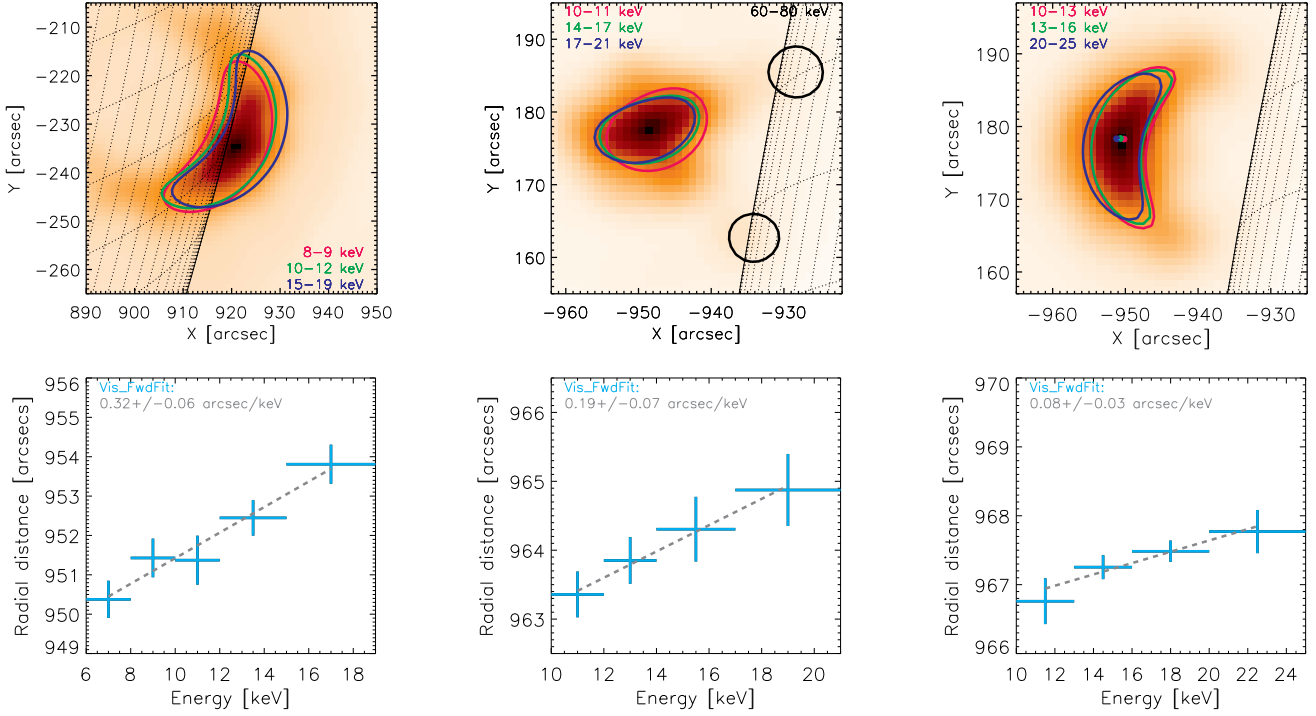 -210
-220
-230
-240
-250
-260
Y [arcsec]
8-9 keV
10-12 keV
15-19 keV
890 900 910 920 930 940 950
X [arcsec]
10-11 keV
14-17 keV
17-21 keV
60-80 keV
190
180
170
160
Y [arcsec]
-960 -950 -940 -930
X [arcsec]
10-13 keV
13-16 keV
20-25 keV
190
180
170
160
Y [arcsec]
-960 -950 -940 -930
X [arcsec]
Vis_FwdFit:
0.32+/-0.06 arcsec/keV
956
955
954
953
952
951
950
949
Radial distance [arcsecs]
6 8 10 12 14 16 18
Energy [keV]
Vis_FwdFit:
0.19+/-0.07 arcsec/keV
966
965
964
963
Radial distance [arcsecs]
10 12 14 16 18 20
Energy [keV]
Vis_FwdFit:
0.08+/-0.03 arcsec/keV
970
969
968
967
966
Radial distance [arcsecs]
10 12 14 16 18 20 22 24
Energy [keV]